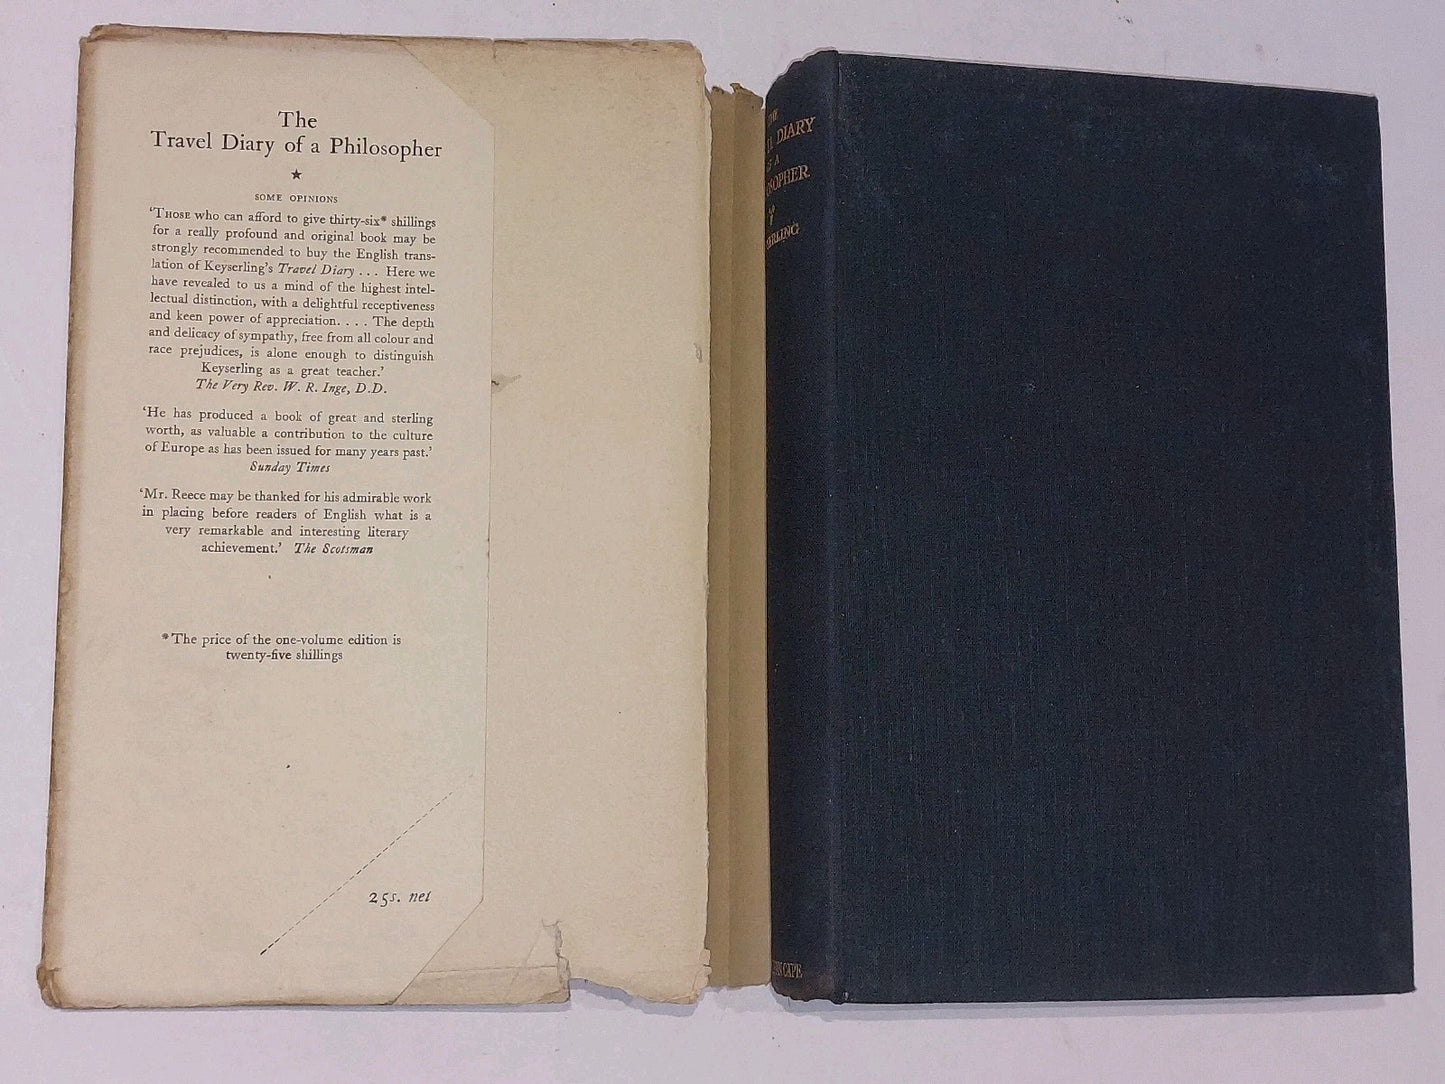 The
Travel Diary of a Philosopher
★
SOME OPINIONS
'THOSE who can afford to give thirty-six* shillings
for a really profound and original book may be
strongly recommended to buy the English trans-
lation of Keyserling's Travel Diary . . . Here we
have revealed to us a mind of the highest intel-
lectual distinction, with a delightful receptiveness
and keen power of appreciation. . . . The depth
and delicacy of sympathy, free from all colour and
race prejudices, is alone enough to distinguish
Keyserling as a great teacher.'
The Very Rev. W. R. Inge, D.D.
'He has produced a book of great and sterling
worth, as valuable a contribution to the culture
of Europe as has been issued for many years past.'
Sunday Times
'Mr. Reece may be thanked for his admirable work
in placing before readers of English what is a
very remarkable and interesting literary
achievement.' The Scotsman
*The price of the one-volume edition is
twenty-five shillings
25s. net
DIARY
A
CAPE